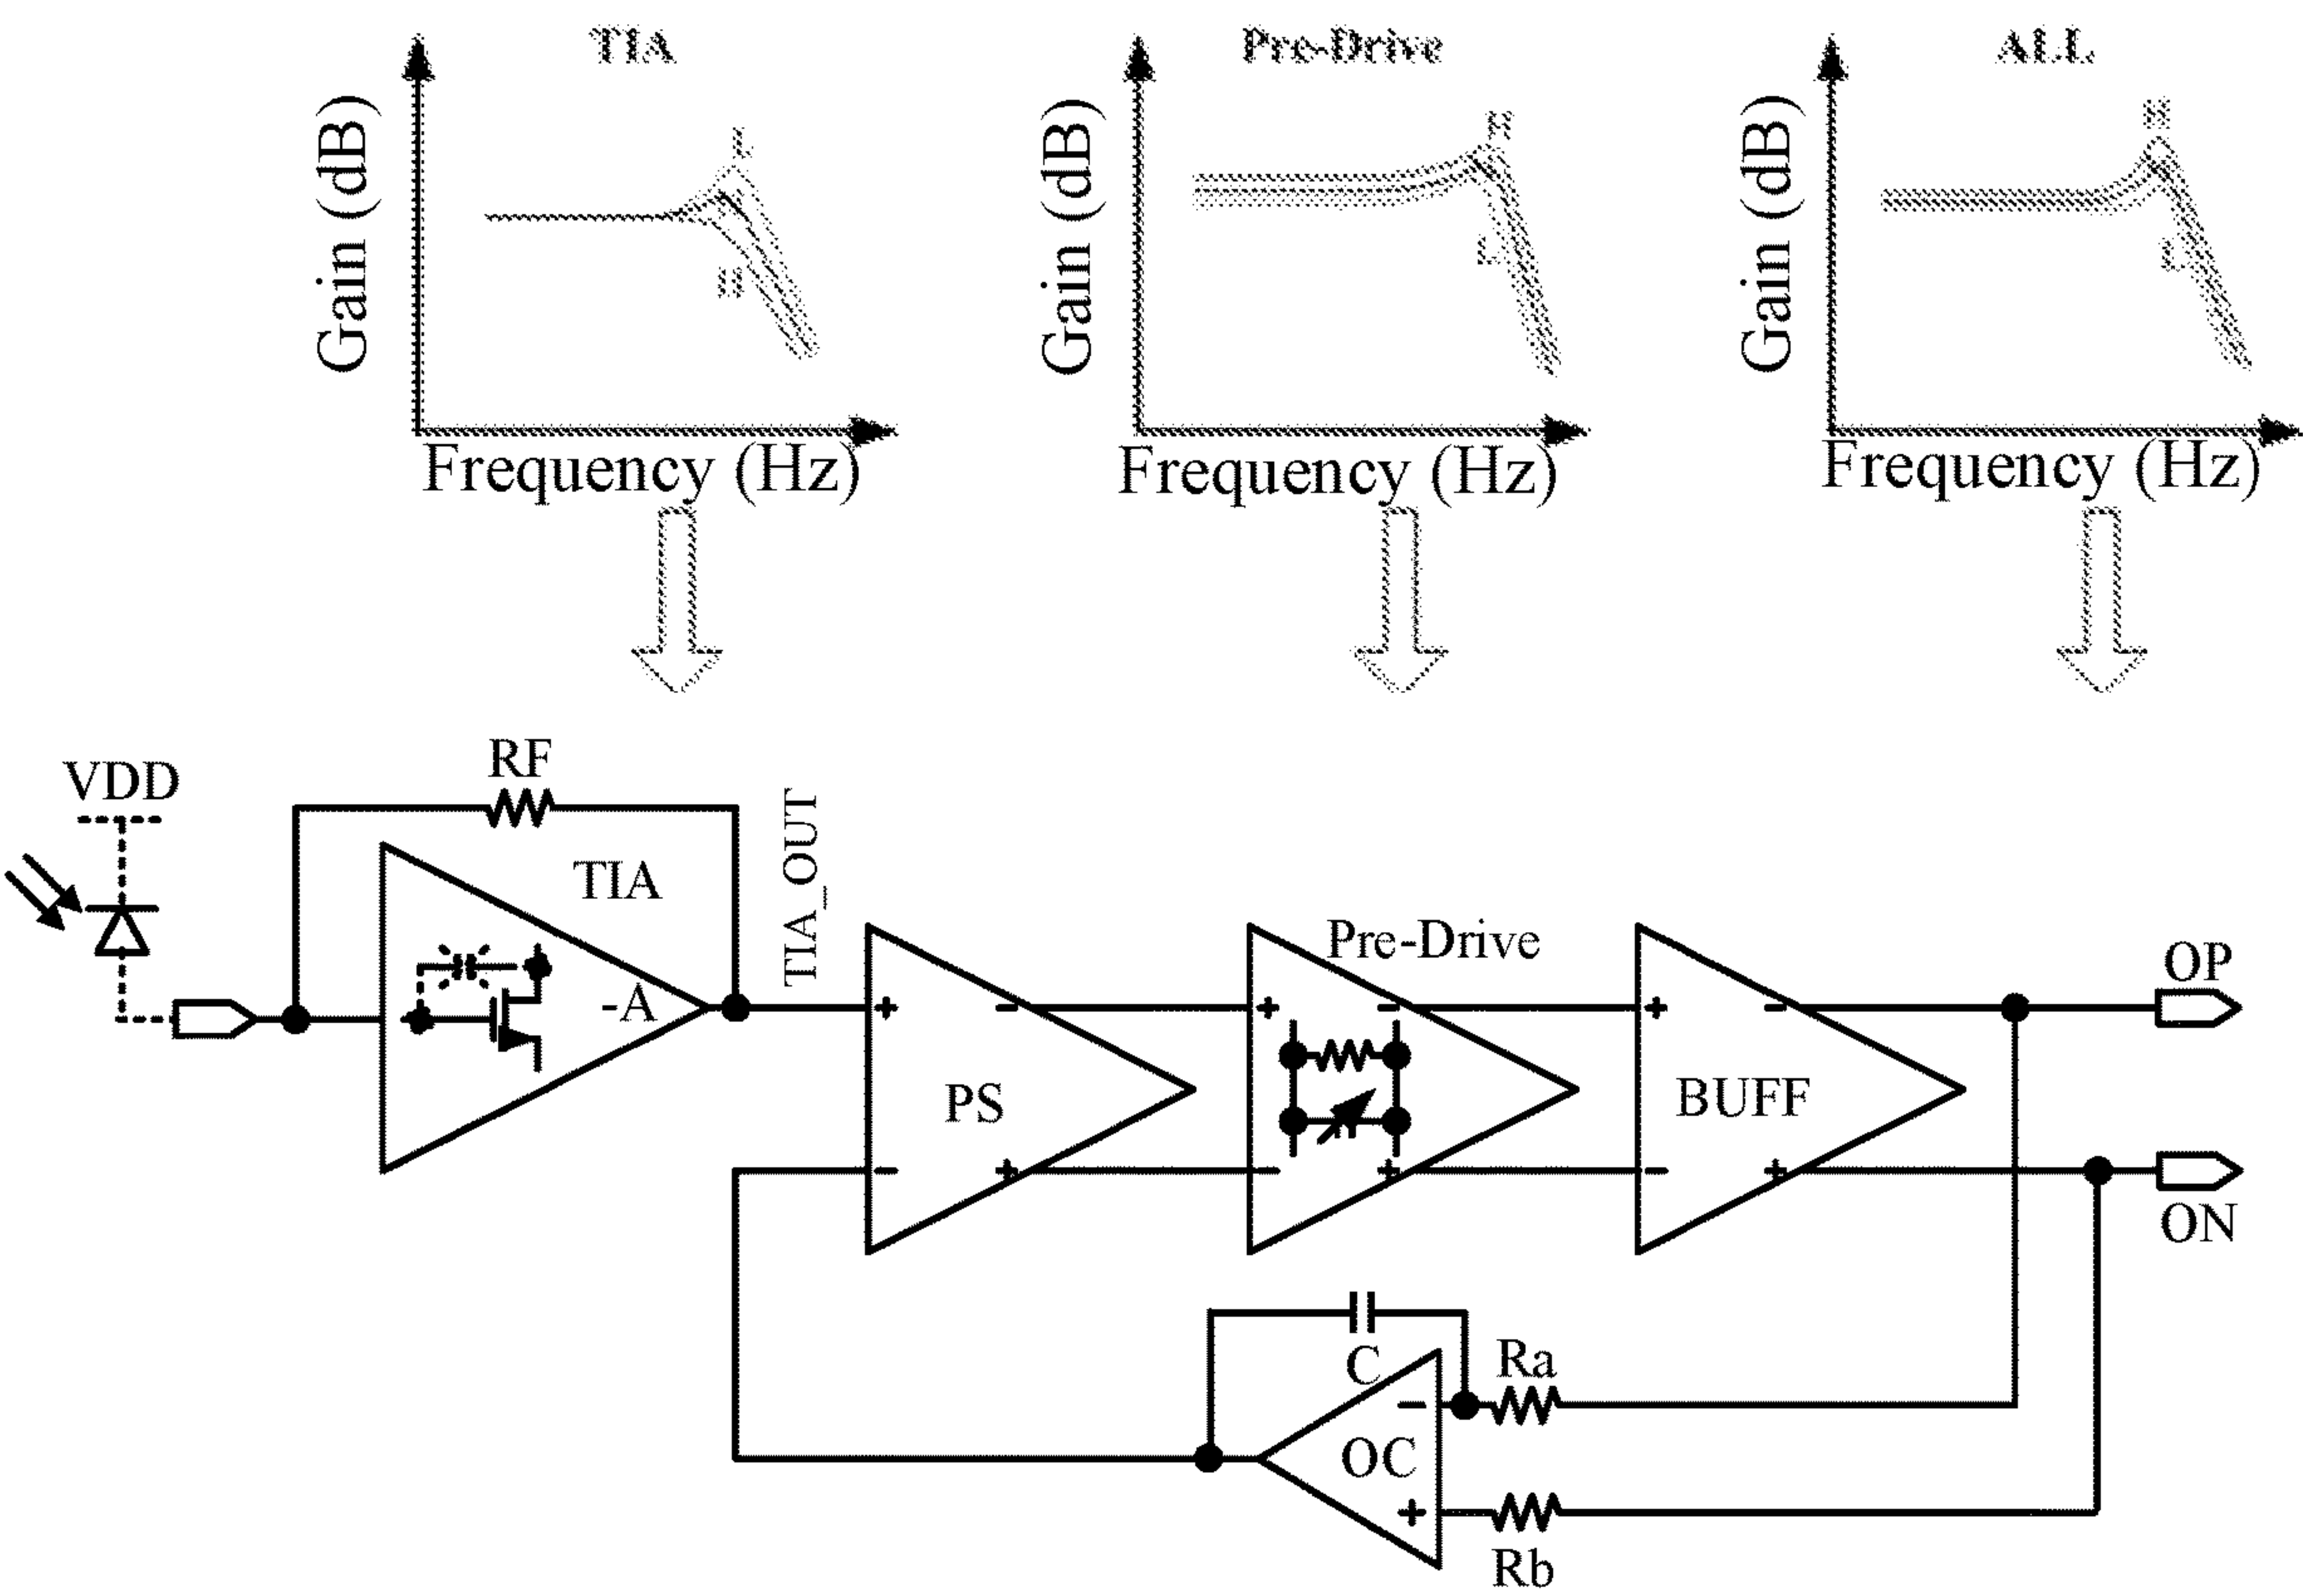 TIA
Pre-Drive
ALL
Gain (dB)
L
H
Frequency (Hz)
Gain (dB)
H
L
Frequency (Hz)
Gain (dB)
H
L
Frequency (Hz)
VDD
RF
TIA
-A
TIA_OUT
+
-
PS
-
+
+
-
Pre-Drive
-
+
+
-
BUFF
-
+
OP
ON
C
Ra
-
OC
+
Rb